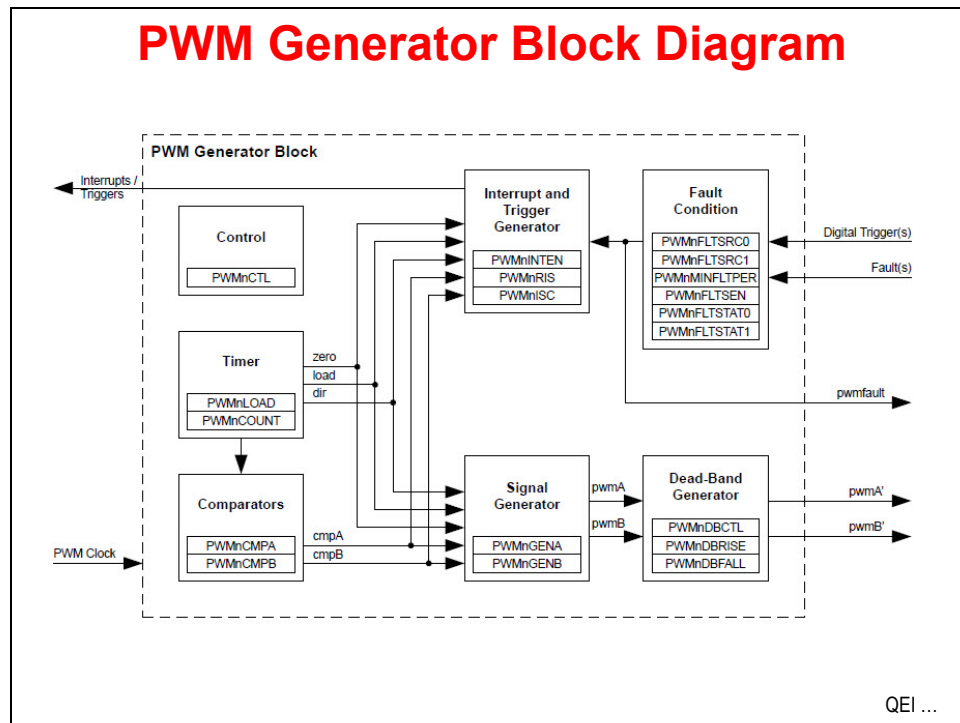 PWM Generator Block Diagram
PWM Generator Block
Interrupts /
Triggers
Control
PWMnCTL
Interrupt and
Trigger
Generator
PWMnINTEN
PWMnRIS
PWMnISC
Fault
Condition
PWMnFLTSRC0
PWMnFLTSRC1
PWMnMINFLTPER
PWMnFLTSEN
PWMnFLTSTAT0
PWMnFLTSTAT1
Digital Trigger(s)
Fault(s)
Timer
PWMnLOAD
PWMnCOUNT
zero
load
dir
pwmfault
Comparators
PWMnCMPA
PWMnCMPB
cmpA
cmpB
Signal
Generator
PWMnGENA
PWMnGENB
pwmA
pwmB
Dead-Band
Generator
PWMnDBCTL
PWMnDBRISE
PWMnDBFALL
pwmA'
pwmB'
PWM Clock
QEI ...